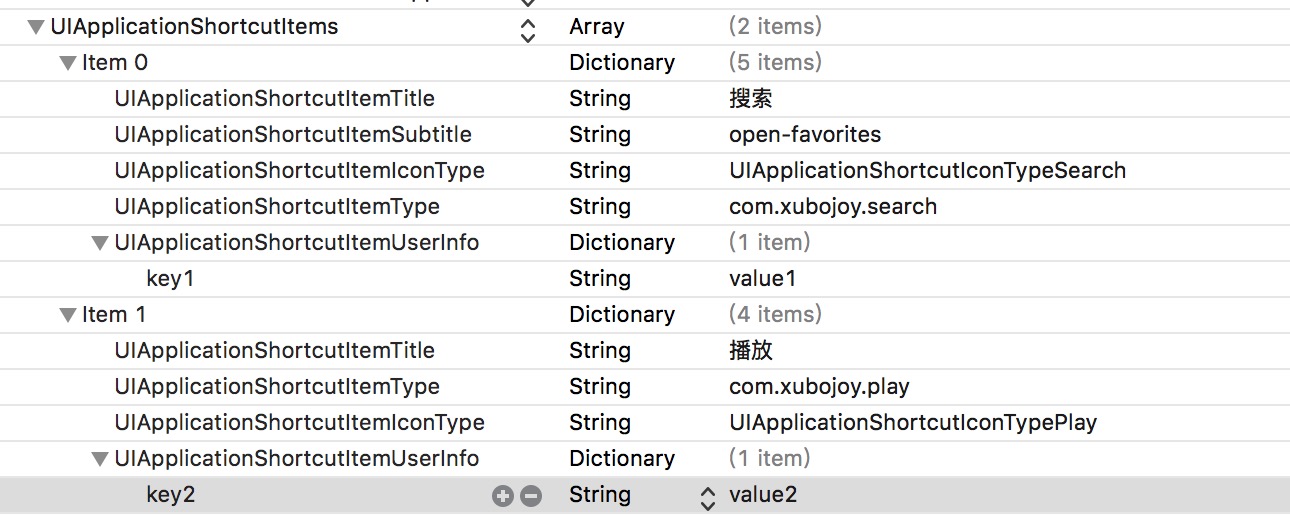 UIApplicationShortcutItems Array (2 items)
Item 0 Dictionary (5 items)
UIApplicationShortcutItemTitle String 搜索
UIApplicationShortcutItemSubtitle String open-favorites
UIApplicationShortcutItemIconType String UIApplicationShortcutIconTypeSearch
UIApplicationShortcutItemType String com.xubojoy.search
UIApplicationShortcutItemUserInfo Dictionary (1 item)
key1 String value1
Item 1 Dictionary (4 items)
UIApplicationShortcutItemTitle String 播放
UIApplicationShortcutItemType String com.xubojoy.play
UIApplicationShortcutItemIconType String UIApplicationShortcutIconTypePlay
UIApplicationShortcutItemUserInfo Dictionary (1 item)
key2 String value2